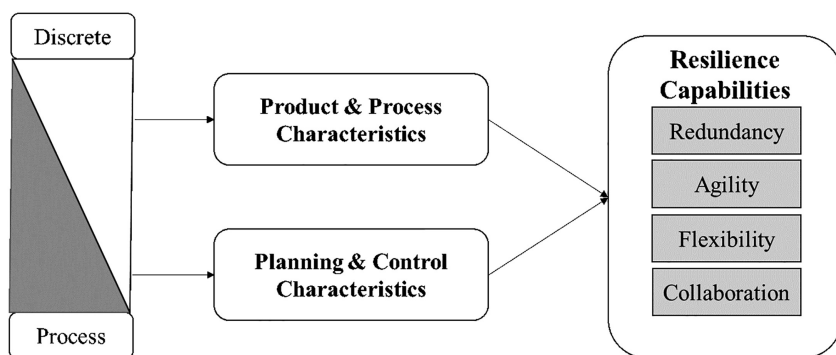 Discrete
Process
Product & Process
Characteristics
Planning & Control
Characteristics
Resilience
Capabilities
Redundancy
Agility
Flexibility
Collaboration